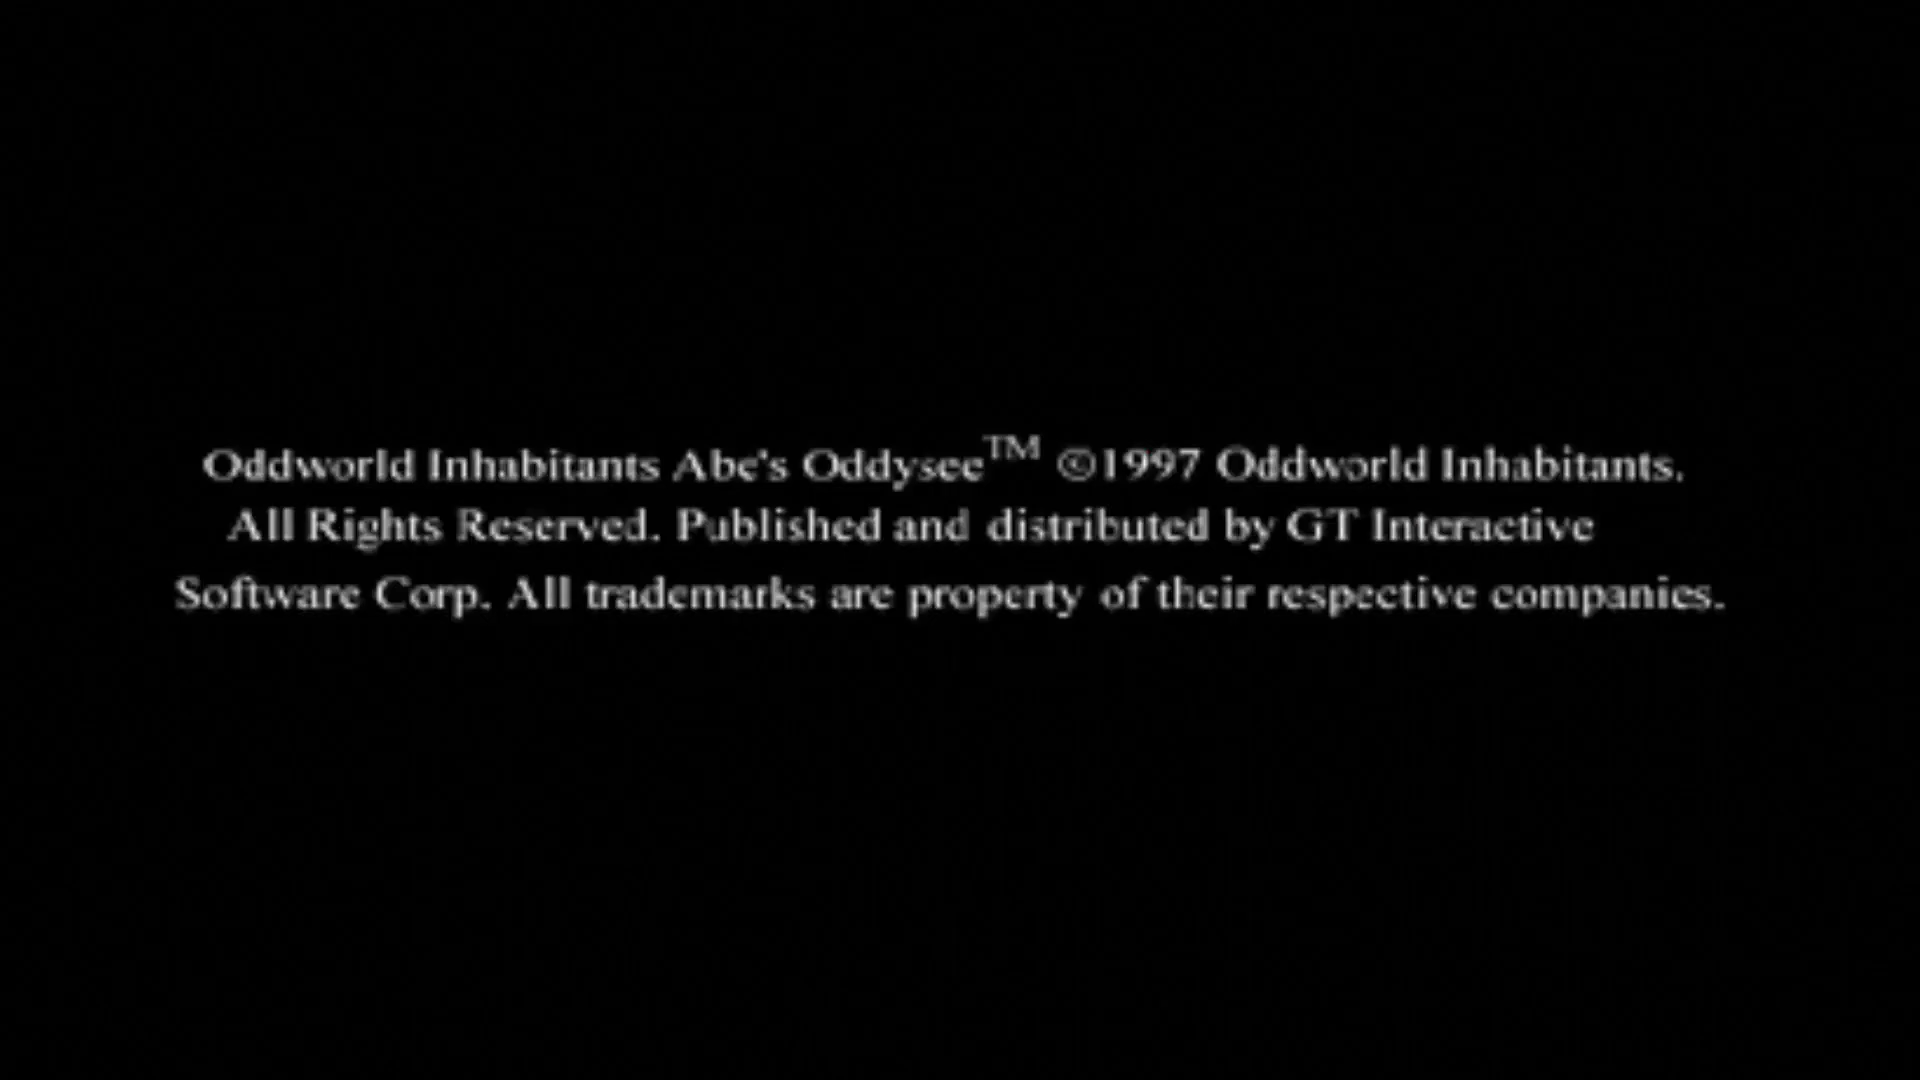 Oddworld Inhabitants Abe's Oddysee™ ©1997 Oddworld Inhabitants.
All Rights Reserved. Published and distributed by GT Interactive
Software Corp. All trademarks are property of their respective companies.